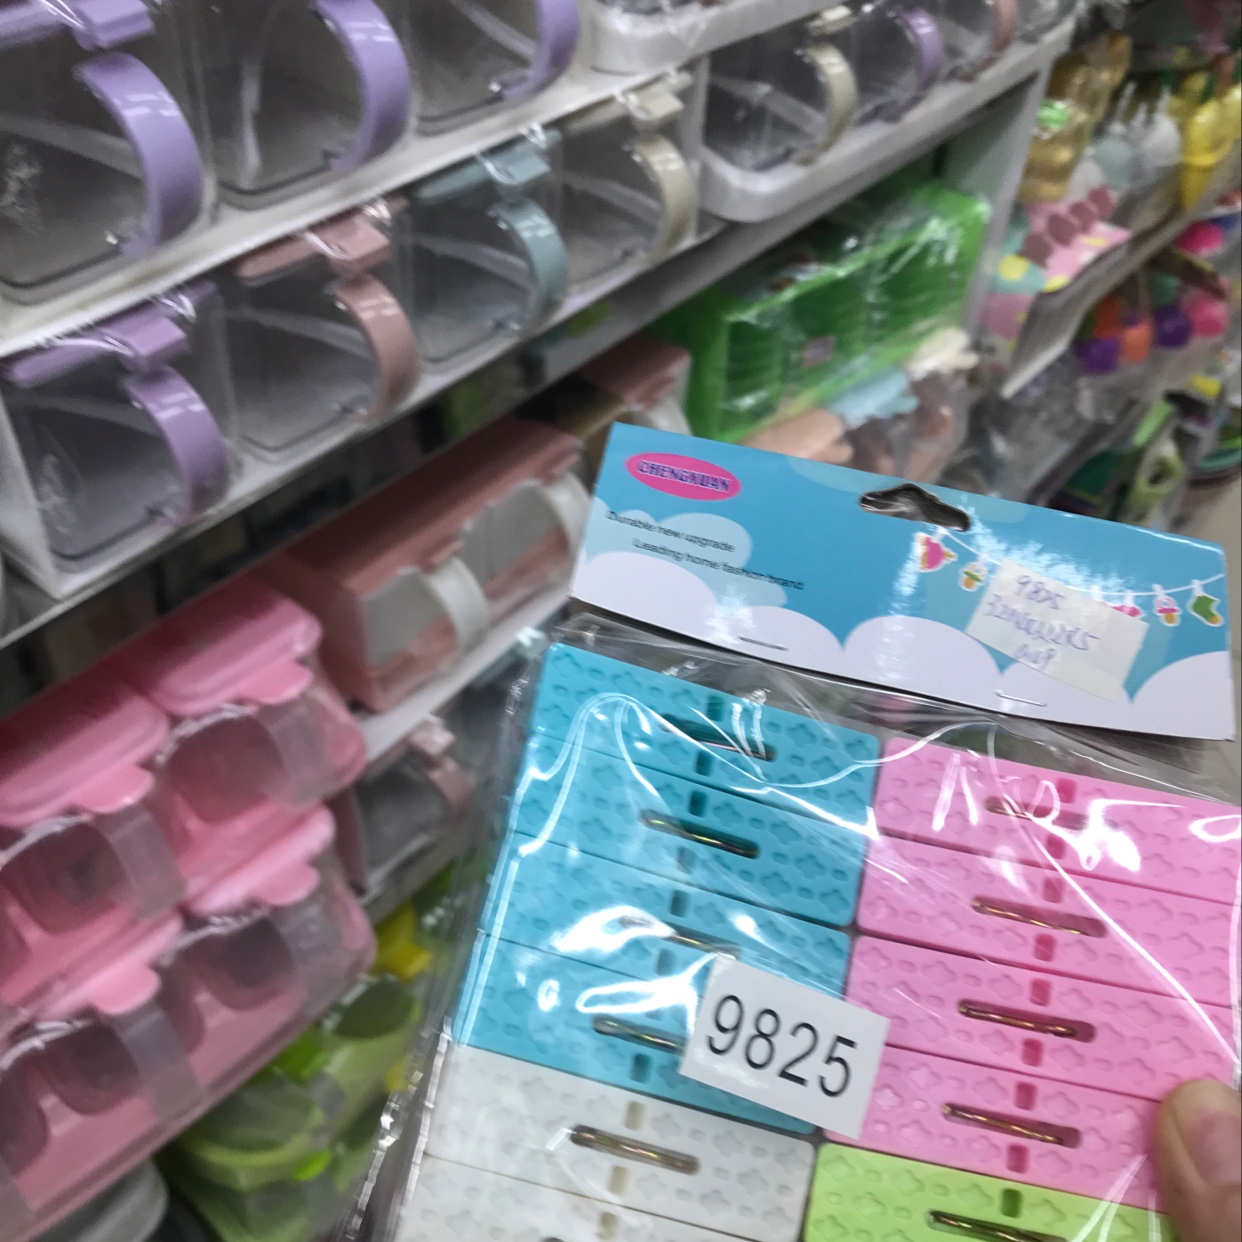 CHENGXUAN
Durable new upgrade
Leading home fashion brand
9825
9825